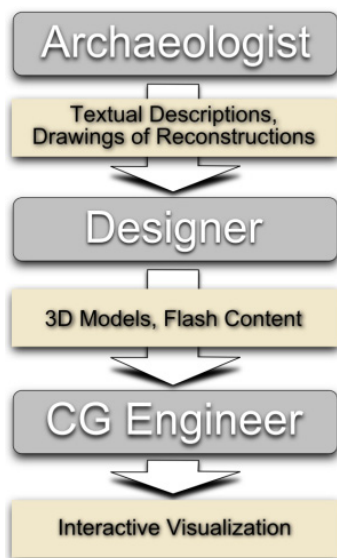 Archaeologist
Textual Descriptions,
Drawings of Reconstructions
Designer
3D Models, Flash Content
CG Engineer
Interactive Visualization